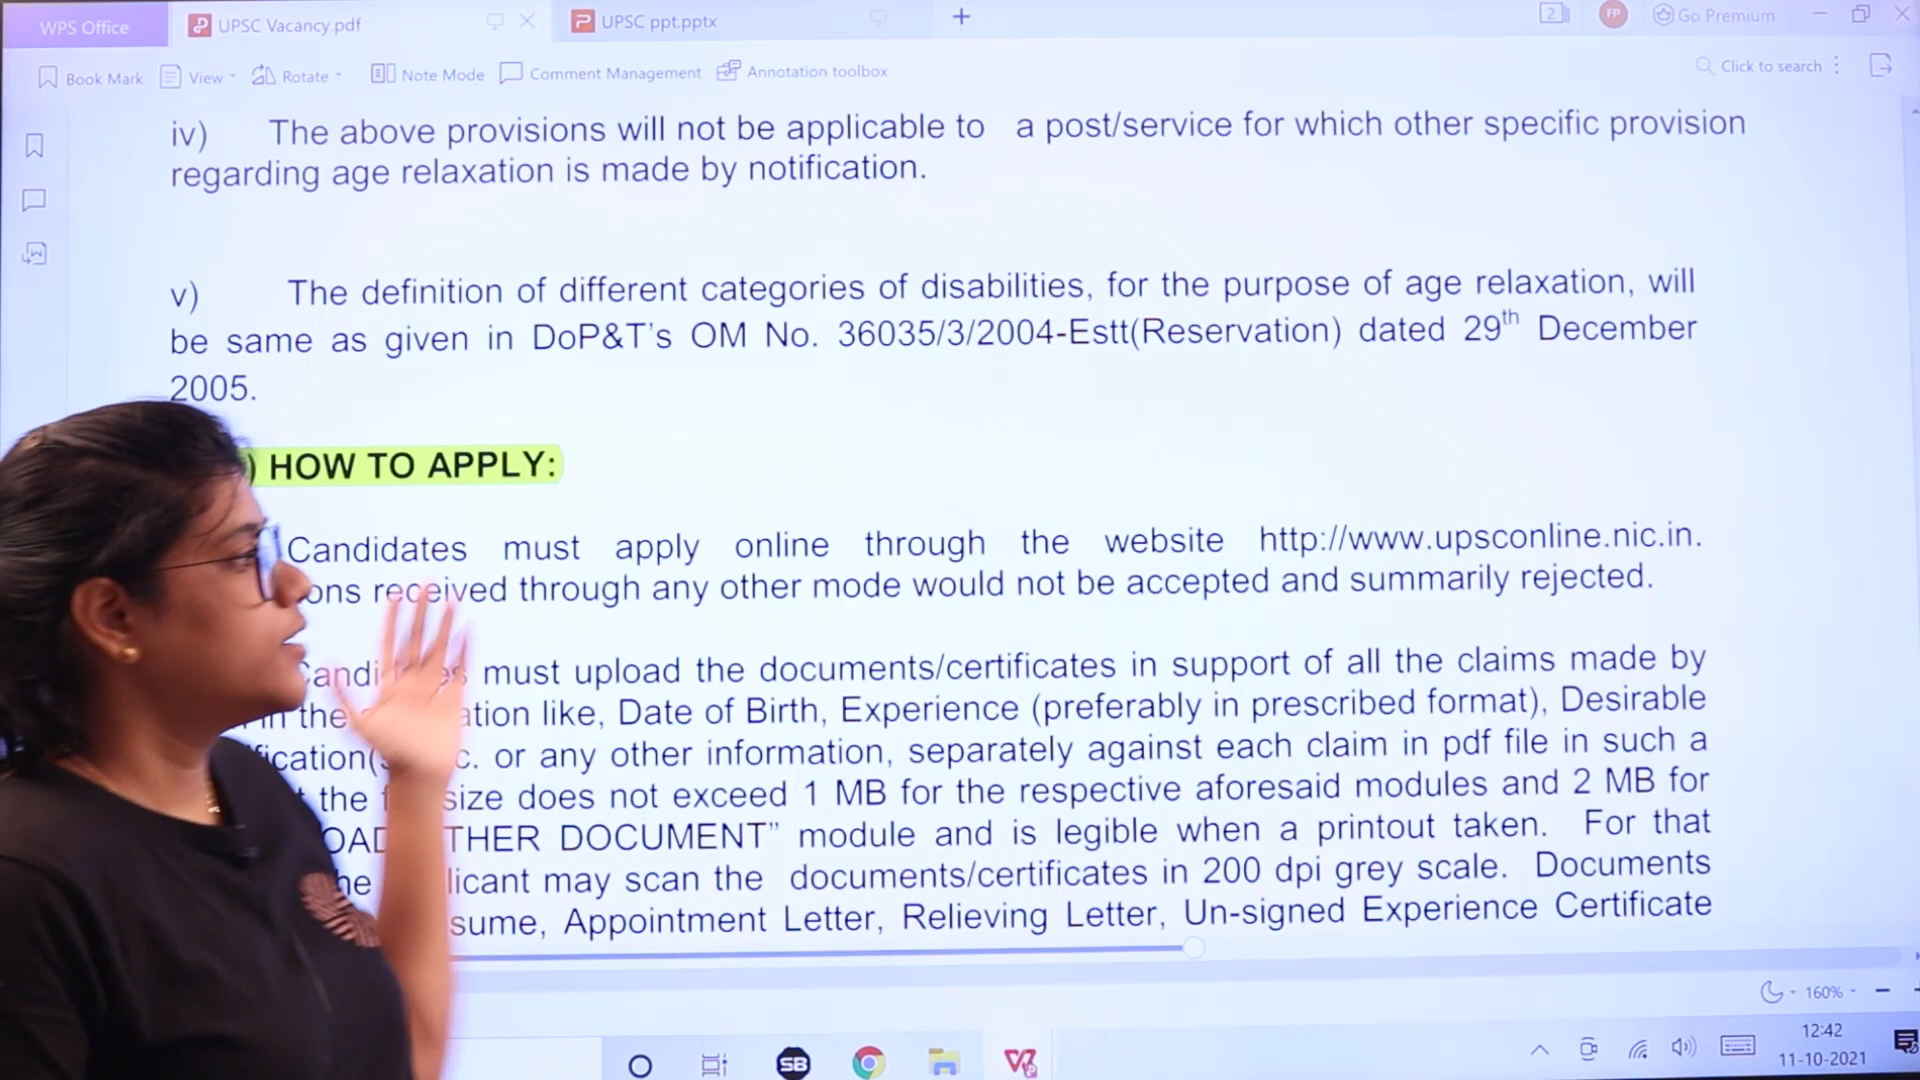 WPS Office
UPSC Vacancy.pdf
UPSC ppt.pptx
2
FP
Go Premium
Book Mark
View
Rotate
Note Mode
Comment Management
Annotation toolbox
Click to search
iv) The above provisions will not be applicable to a post/service for which other specific provision
regarding age relaxation is made by notification.
v) The definition of different categories of disabilities, for the purpose of age relaxation, will
be same as given in DoP&T's OM No. 36035/3/2004-Estt(Reservation) dated 29th December
2005.
) HOW TO APPLY:
Candidates must apply online through the website http://www.upsconline.nic.in.
ons received through any other mode would not be accepted and summarily rejected.
must upload the documents/certificates in support of all the claims made by
in the ation like, Date of Birth, Experience (preferably in prescribed format), Desirable
fication( c. or any other information, separately against each claim in pdf file in such a
the size does not exceed 1 MB for the respective aforesaid modules and 2 MB for
OAD THER DOCUMENT” module and is legible when a printout taken. For that
he licant may scan the documents/certificates in 200 dpi grey scale. Documents
sume, Appointment Letter, Relieving Letter, Un-signed Experience Certificate
160%
SB
12:42
11-10-2021